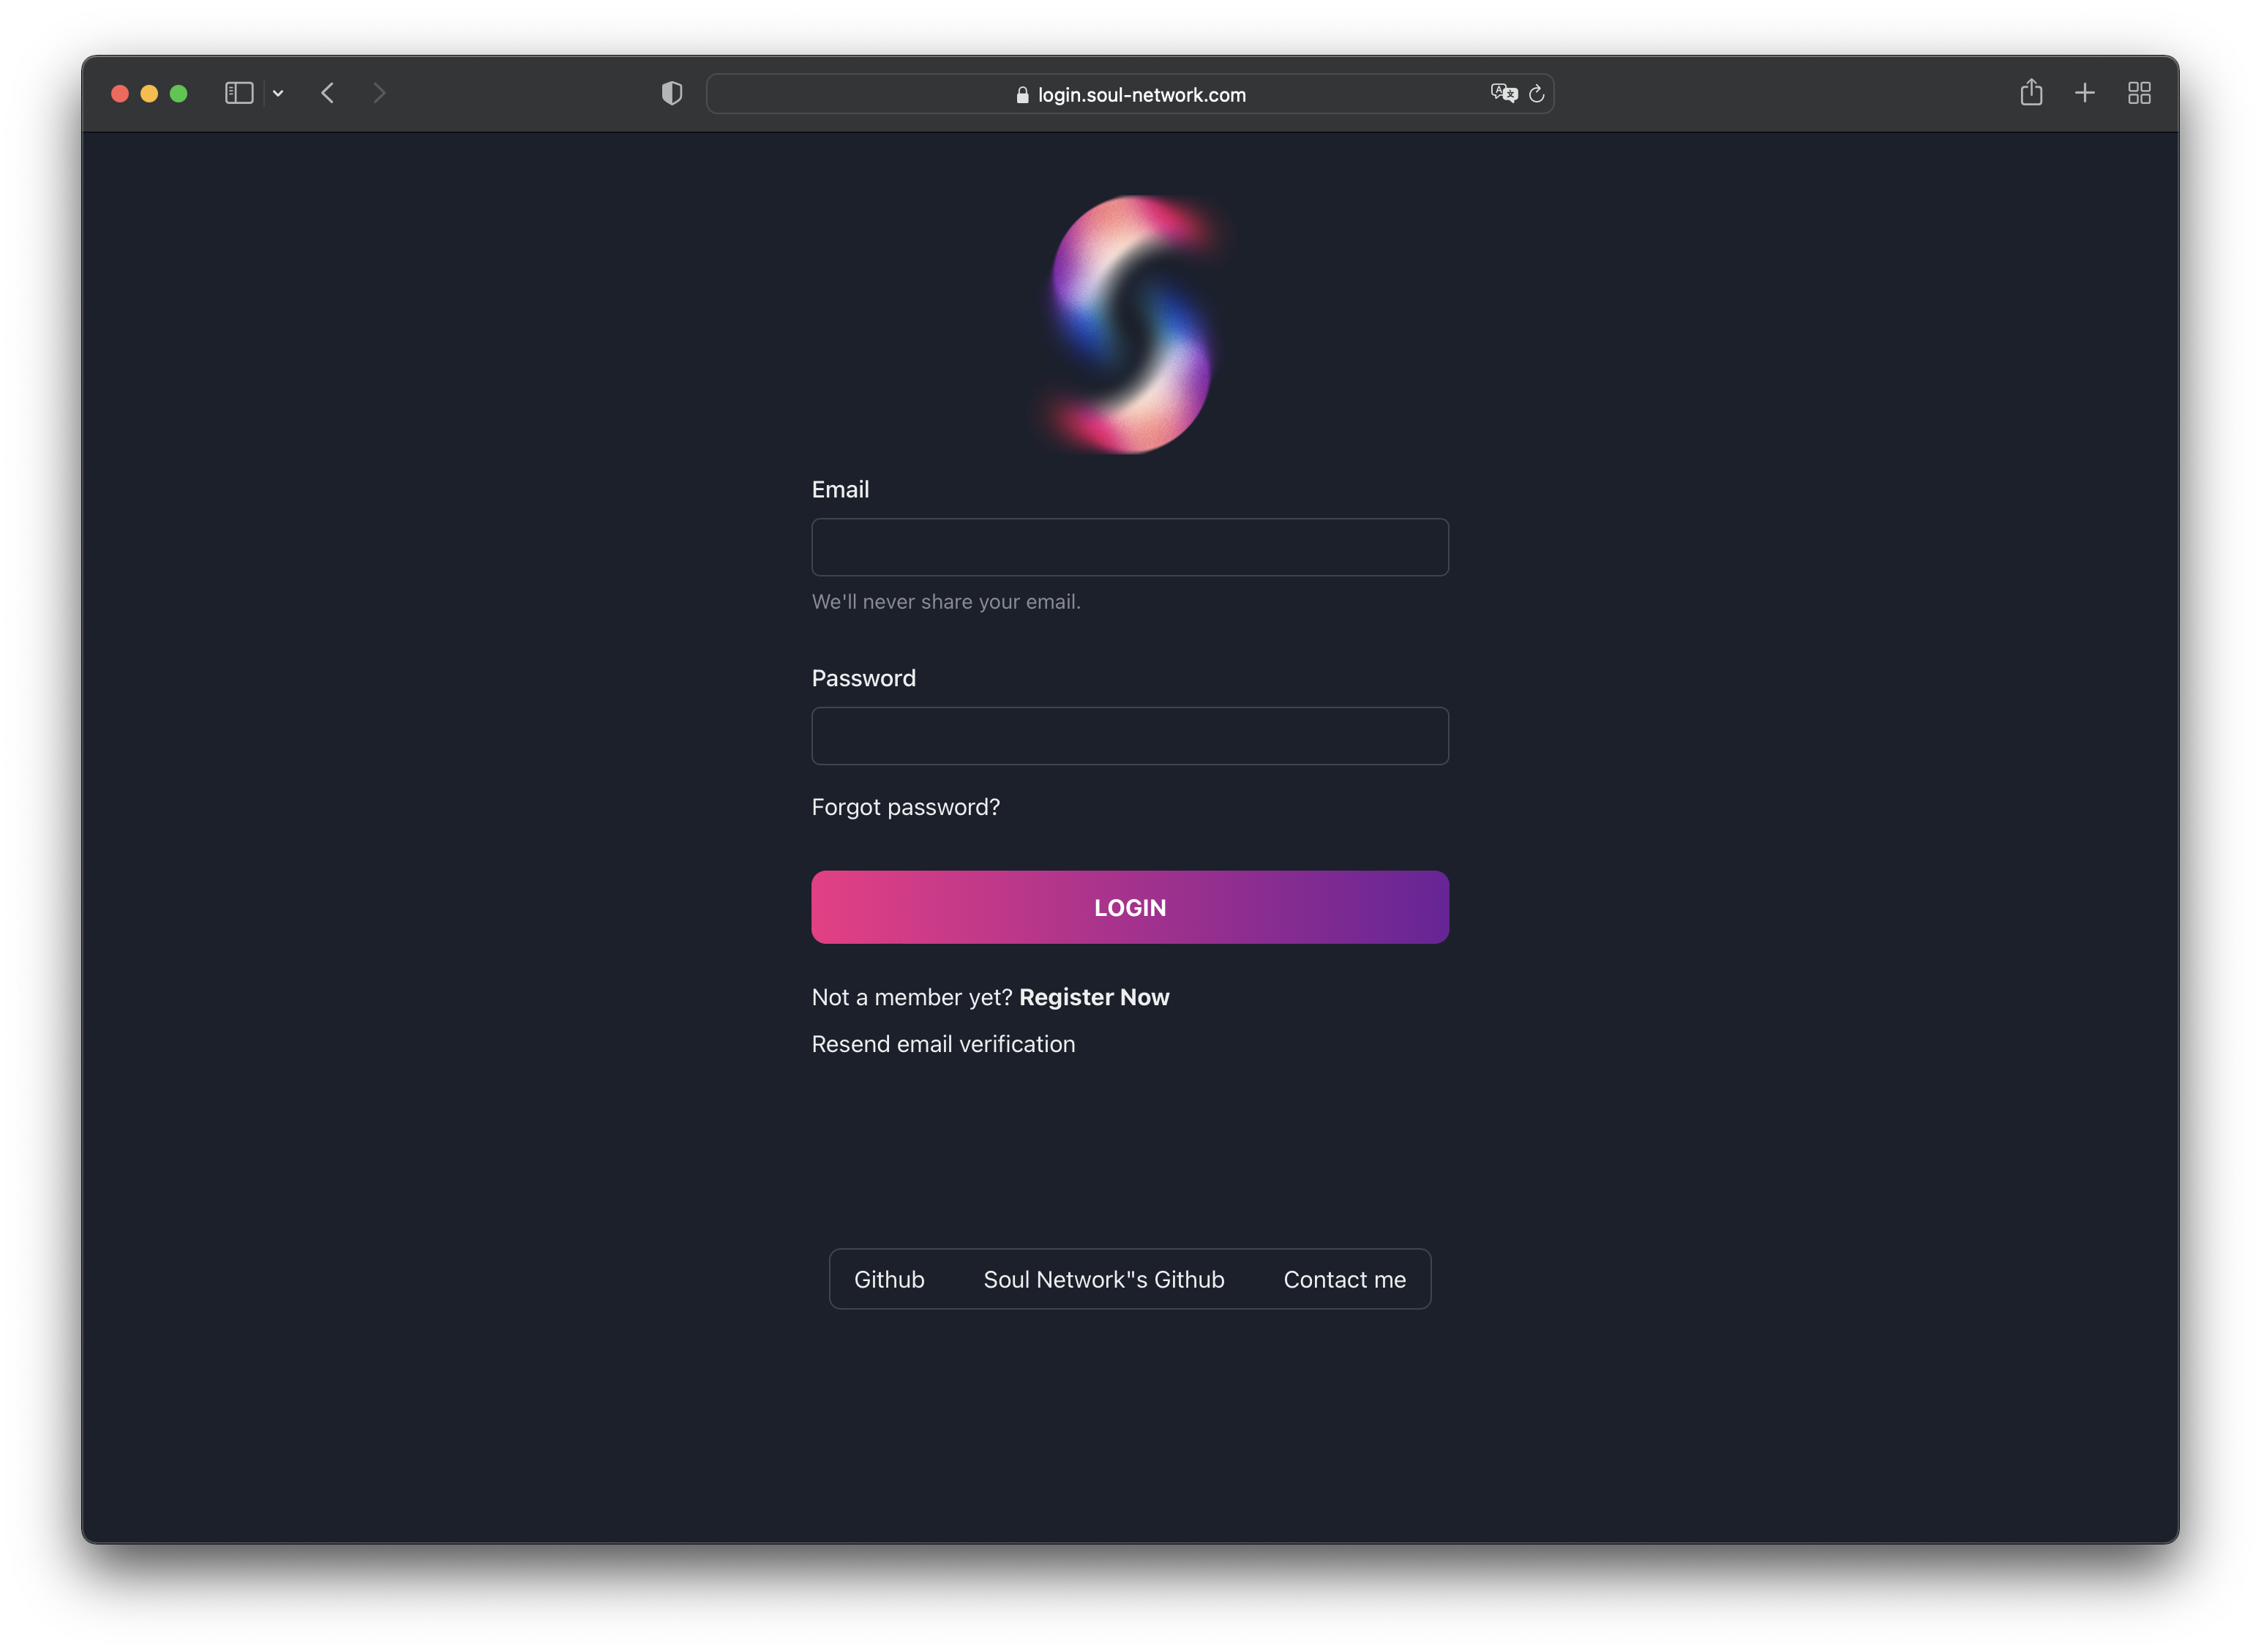 login.soul-network.com
Email
We'll never share your email.
Password
Forgot password?
LOGIN
Not a member yet? Register Now
Resend email verification
Github Soul Network"s Github Contact me